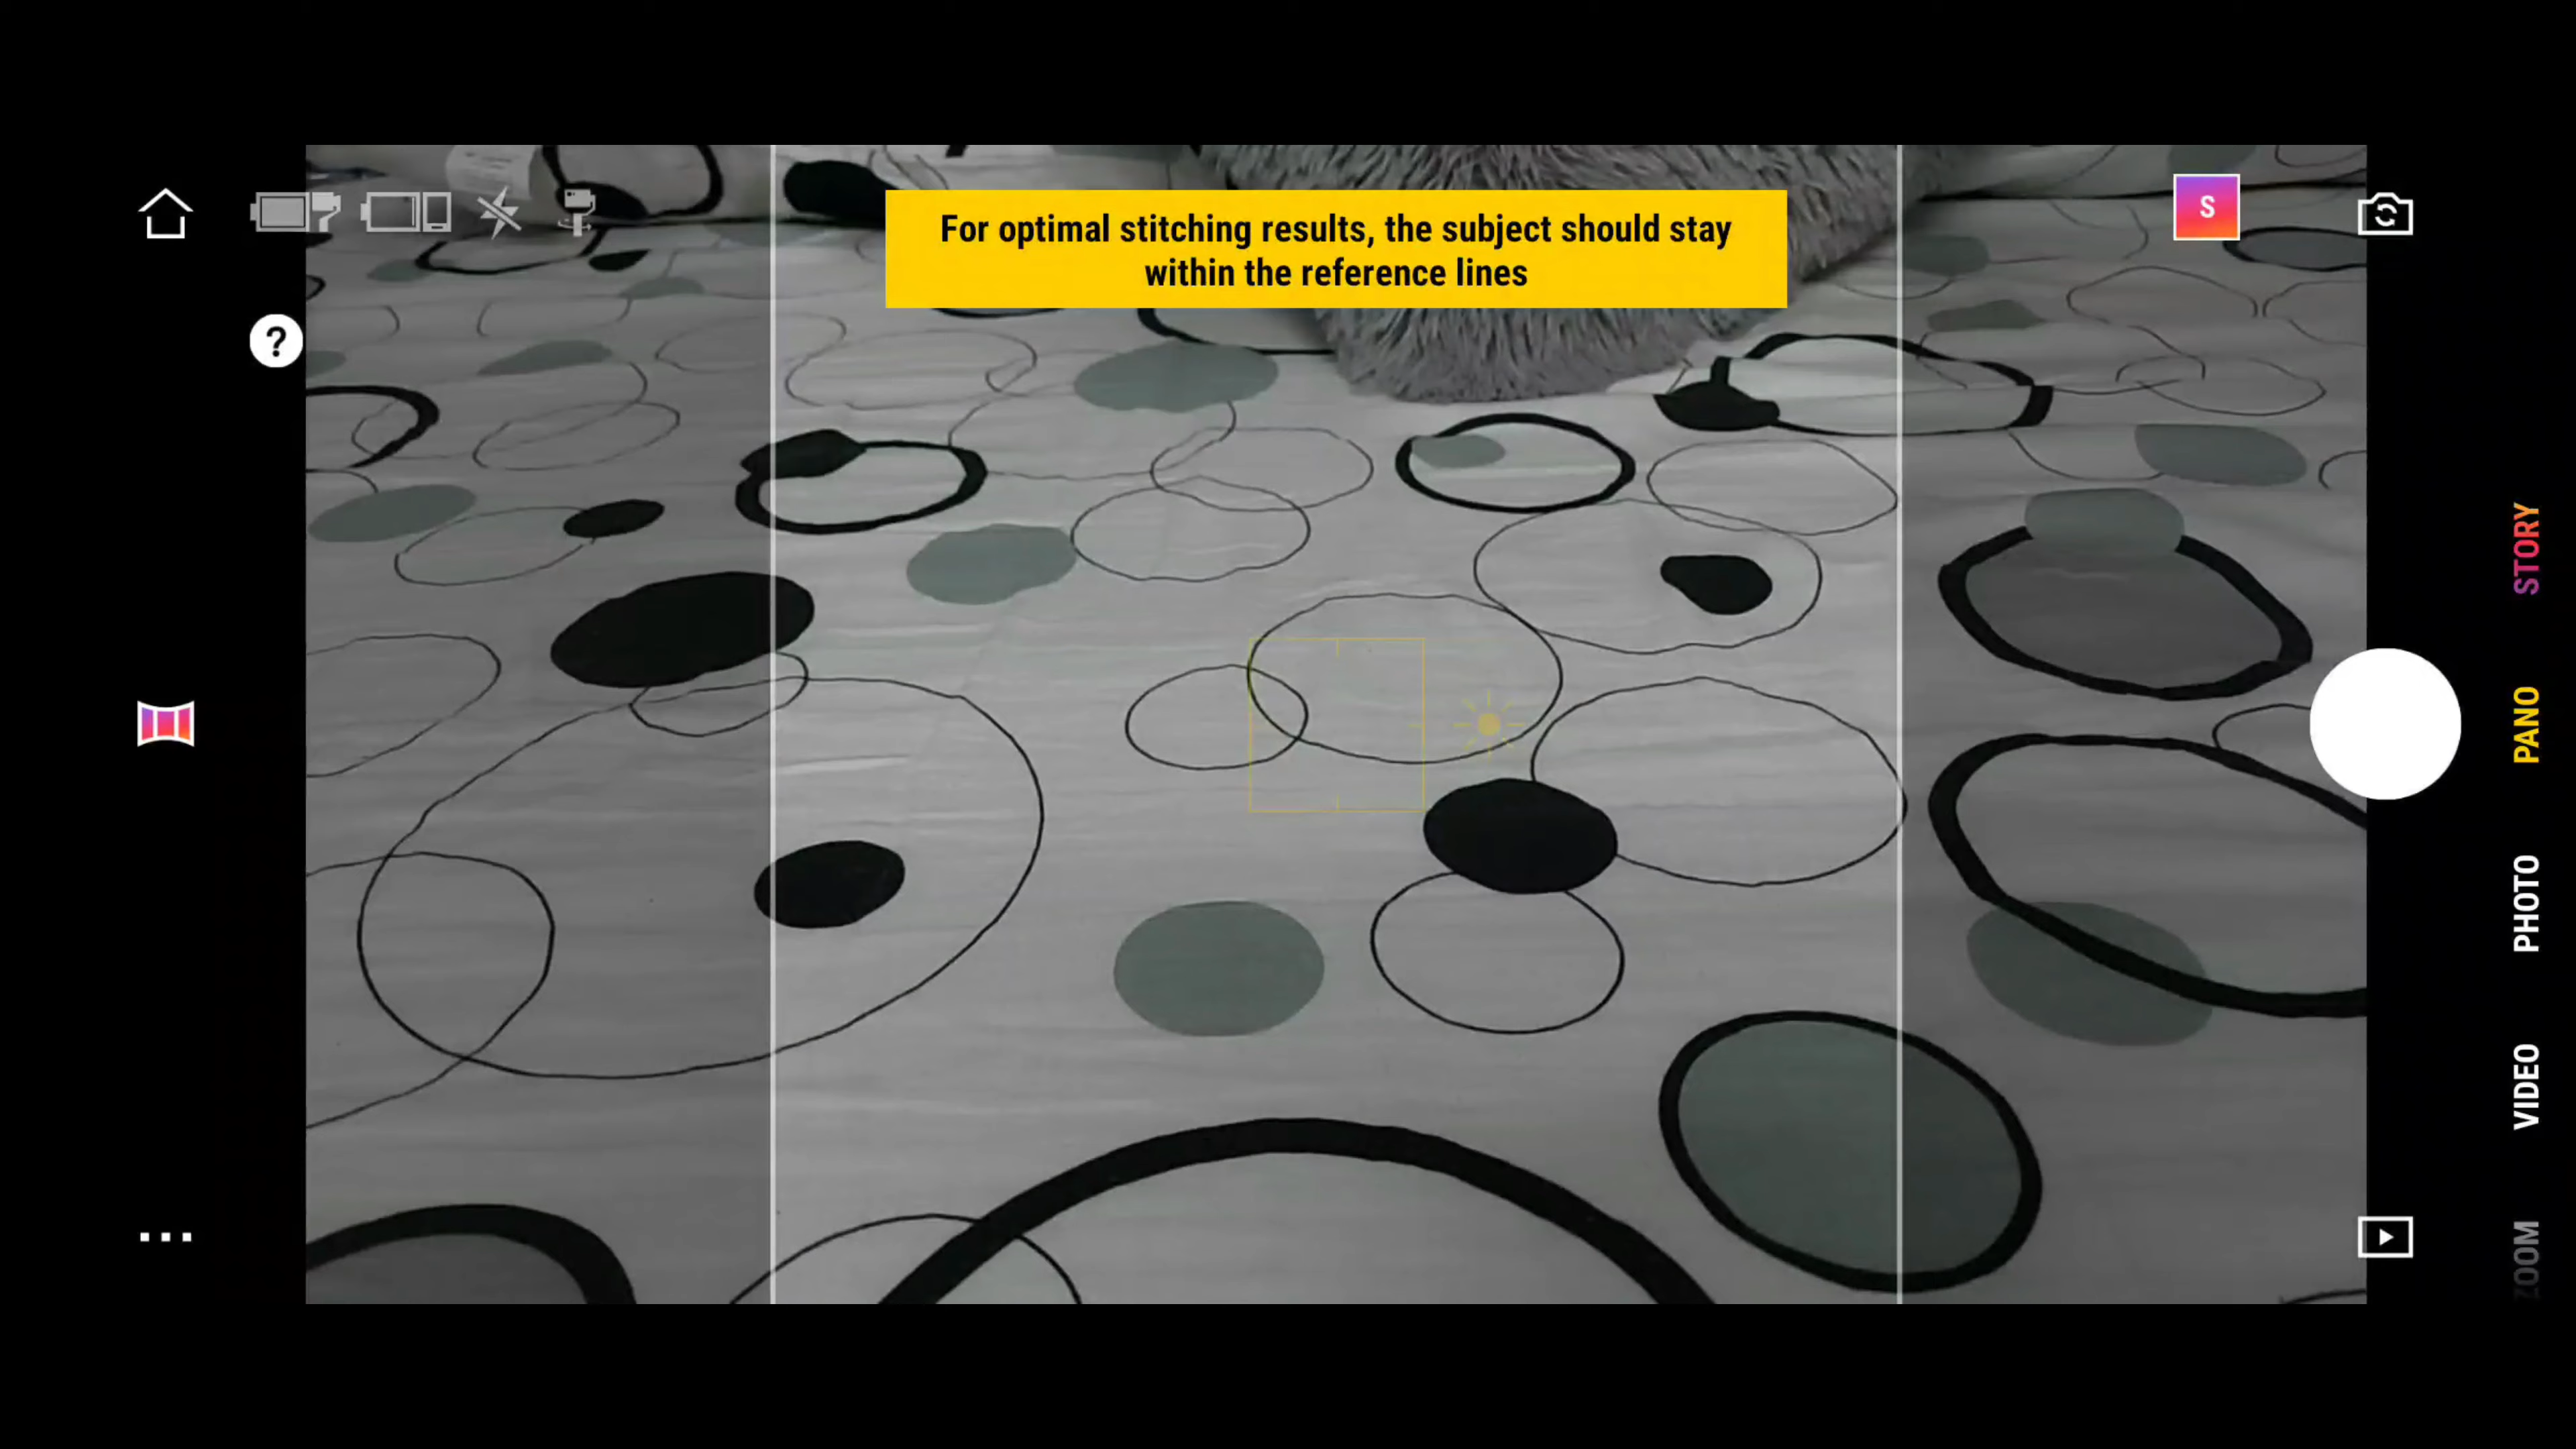 For optimal stitching results, the subject should stay
within the reference lines
S
?
STORY
PANO
PHOTO
VIDEO
ZOOM